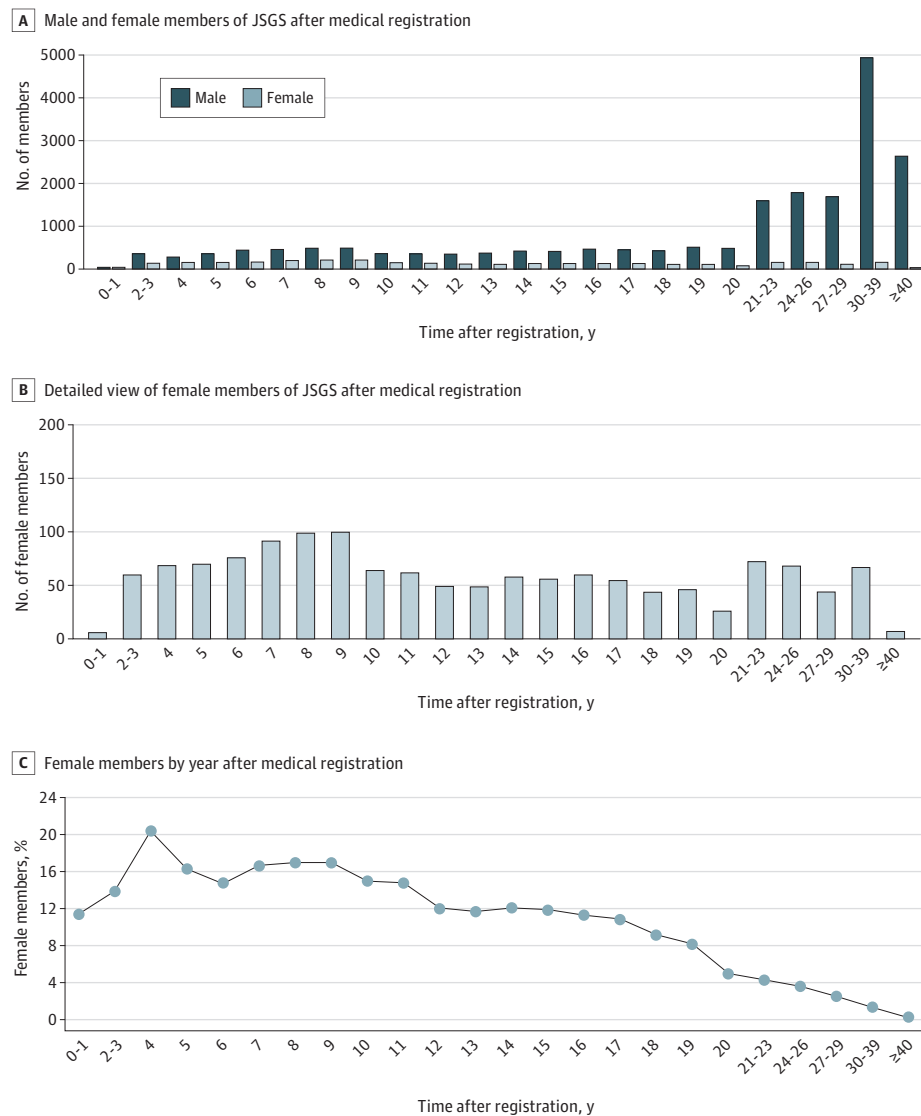 A Male and female members of JSGS after medical registration
5000
4000
3000
2000
1000
0
No. of members
Male Female
0-1 2-3 4 5 6 7 8 9 10 11 12 13 14 15 16 17 18 19 20 21-23 24-26 27-29 30-39 ≥40
Time after registration, y
B Detailed view of female members of JSGS after medical registration
200
150
100
50
0
No. of female members
0-1 2-3 4 5 6 7 8 9 10 11 12 13 14 15 16 17 18 19 20 21-23 24-26 27-29 30-39 ≥40
Time after registration, y
C Female members by year after medical registration
24
20
16
12
8
4
0
Female members, %
0-1 2-3 4 5 6 7 8 9 10 11 12 13 14 15 16 17 18 19 20 21-23 24-26 27-29 30-39 ≥40
Time after registration, y